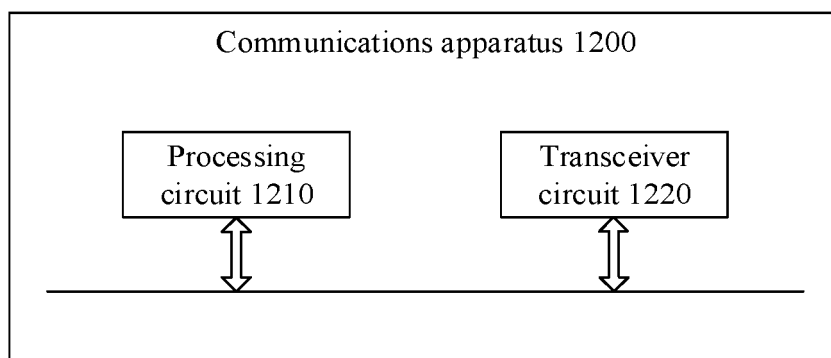 Communications apparatus 1200
Processing
circuit 1210
Transceiver
circuit 1220